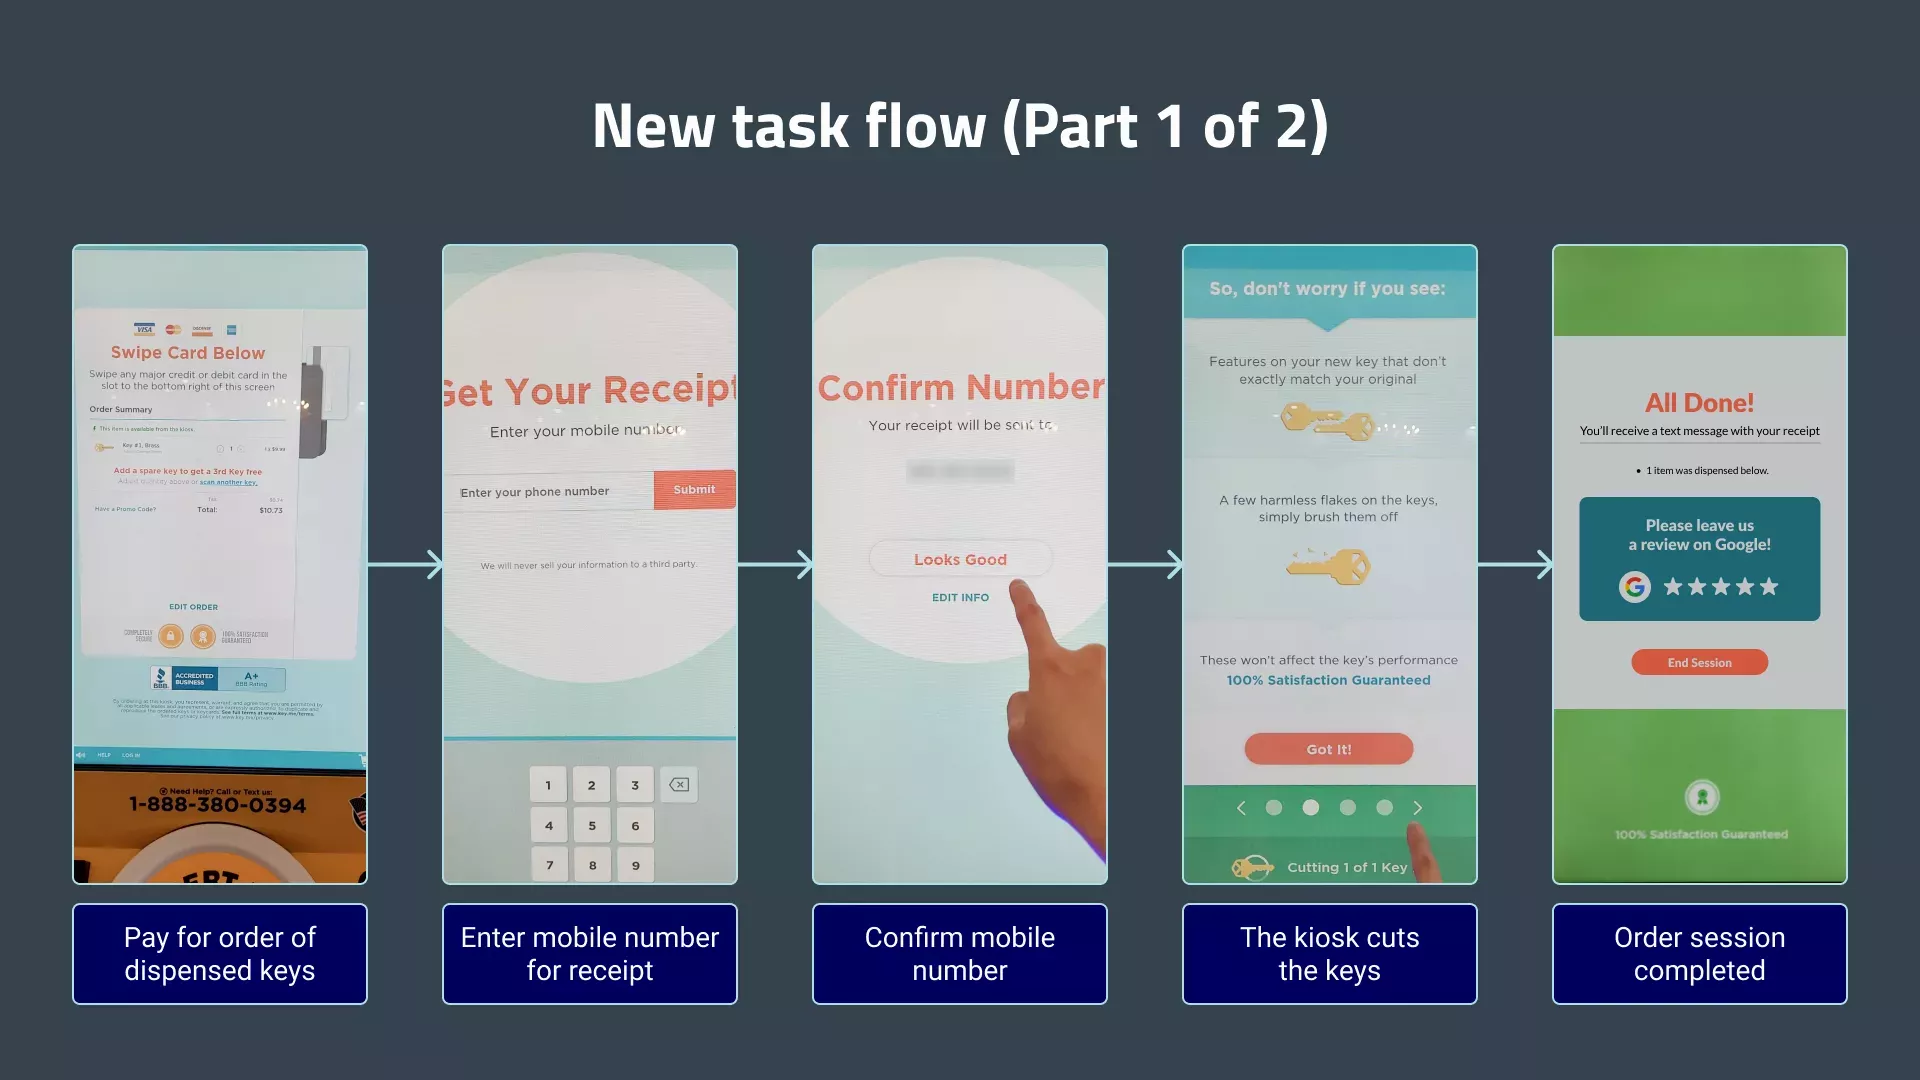 New task flow (Part 1 of 2)
VISA
DISCOVER
Swipe Card Below
Swipe any major credit or debit card in the
slot to the bottom right of this screen
Order Summary
This item is available from the kiosk.
Key #1, Brass
1
Add a spare key to get a 3rd Key free
Adjust quantity above or scan another key.
Tax
Have a Promo Code?
Total:
$10.73
EDIT ORDER
COMPLETELY
SECURE
100% SATISFACTION
GUARANTEED
BBB
ACCREDITED
BUSINESS
A+
BBB Rating
HELP
LOG IN
Need Help? Call or Text us:
1-888-380-0394
Get Your Receipt
Enter your mobile number
Enter your phone number
Submit
We will never sell your information to a third party.
1 2 3
4 5 6
7 8 9
Confirm Number
Your receipt will be sent to
Looks Good
EDIT INFO
So, don't worry if you see:
Features on your new key that don't
exactly match your original
A few harmless flakes on the keys,
simply brush them off
These won't affect the key's performance
100% Satisfaction Guaranteed
Got It!
Cutting 1 of 1 Key
All Done!
You'll receive a text message with your receipt
• 1 item was dispensed below.
Please leave us
a review on Google!
G
End Session
100% Satisfaction Guaranteed
Pay for order of
dispensed keys
Enter mobile number
for receipt
Confirm mobile
number
The kiosk cuts
the keys
Order session
completed